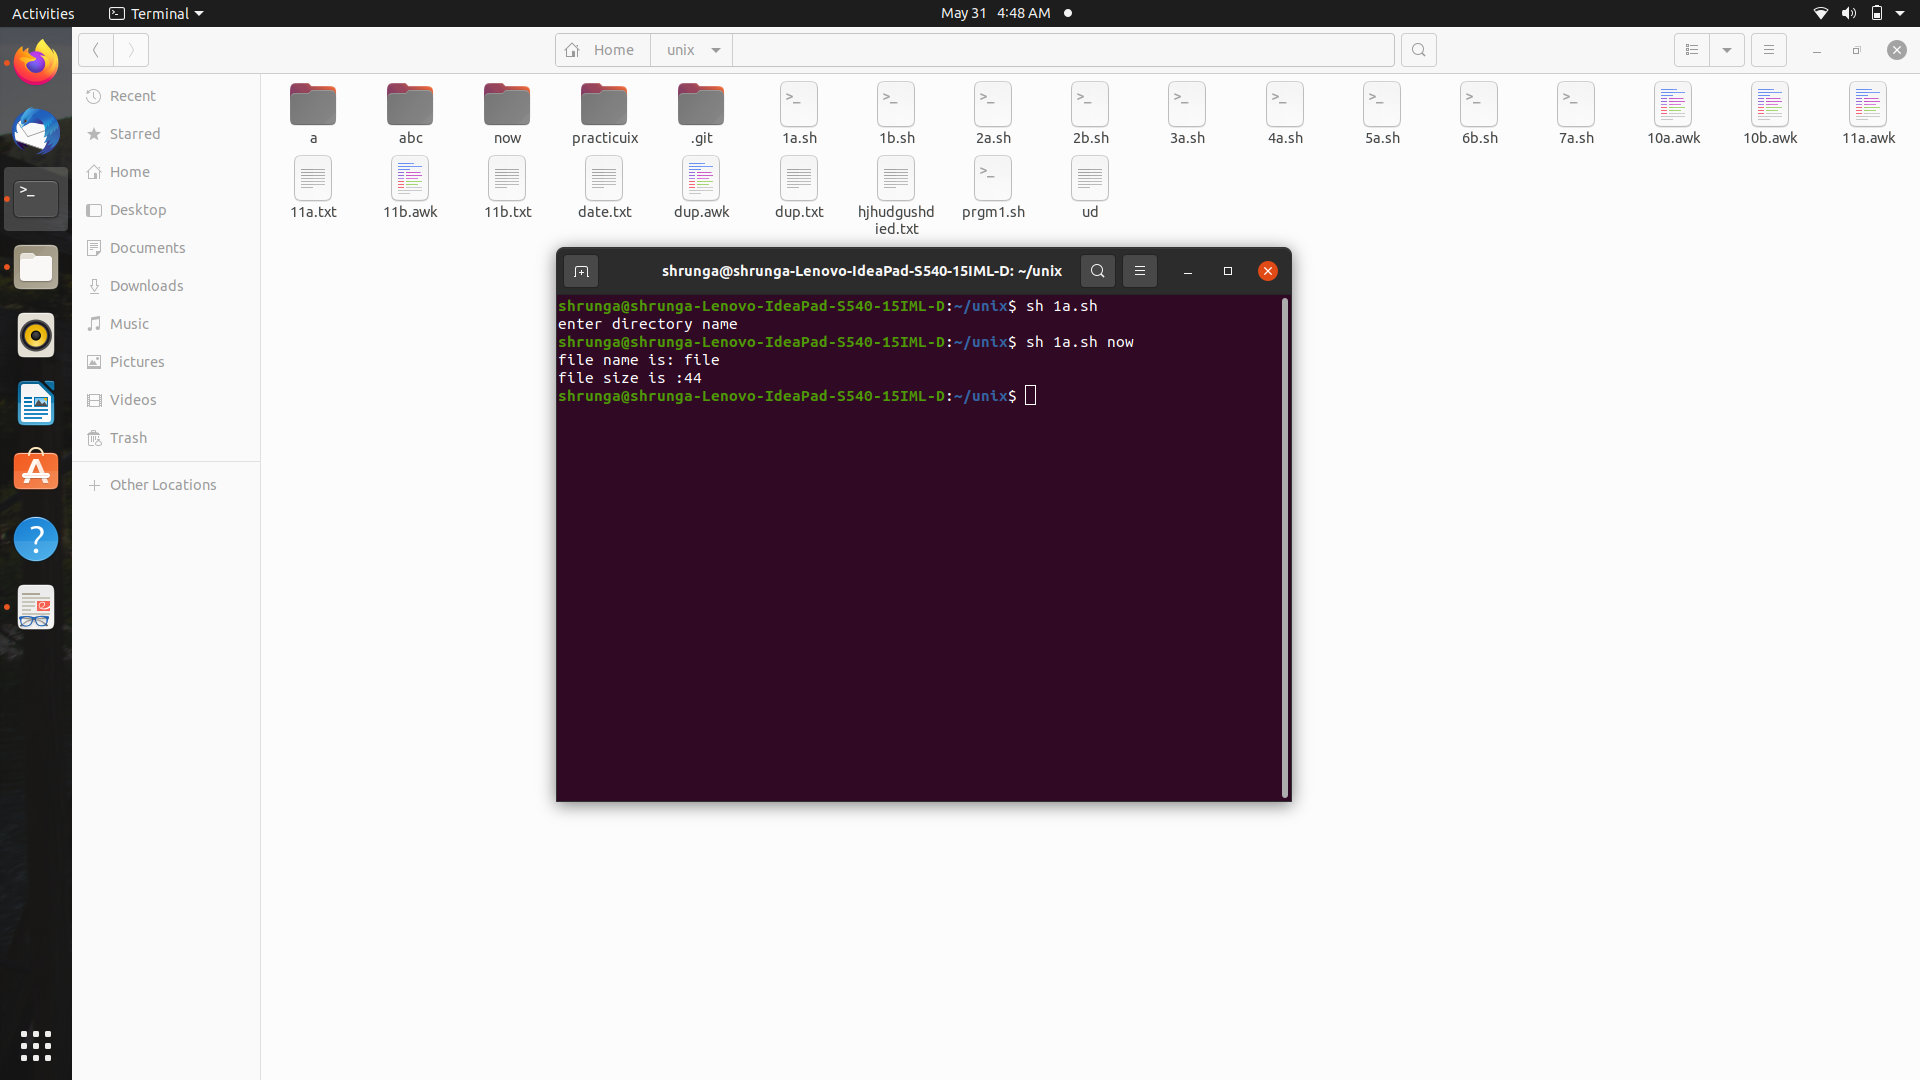 Activities Terminal May 31 4:48 AM
Home unix
Recent
Starred
Home
Desktop
Documents
Downloads
Music
Pictures
Videos
Trash
Other Locations
a abc now practicuix .git 1a.sh 1b.sh 2a.sh 2b.sh 3a.sh 4a.sh 5a.sh 6b.sh 7a.sh 10a.awk 10b.awk 11a.awk
11a.txt 11b.awk 11b.txt date.txt dup.awk dup.txt hjhudgushd prgm1.sh ud
ied.txt
shrunga@shrunga-Lenovo-IdeaPad-S540-15IML-D: ~/unix
shrunga@shrunga-Lenovo-IdeaPad-S540-15IML-D:~/unix$ sh 1a.sh
enter directory name
shrunga@shrunga-Lenovo-IdeaPad-S540-15IML-D:~/unix$ sh 1a.sh now
file name is: file
file size is :44
shrunga@shrunga-Lenovo-IdeaPad-S540-15IML-D:~/unix$